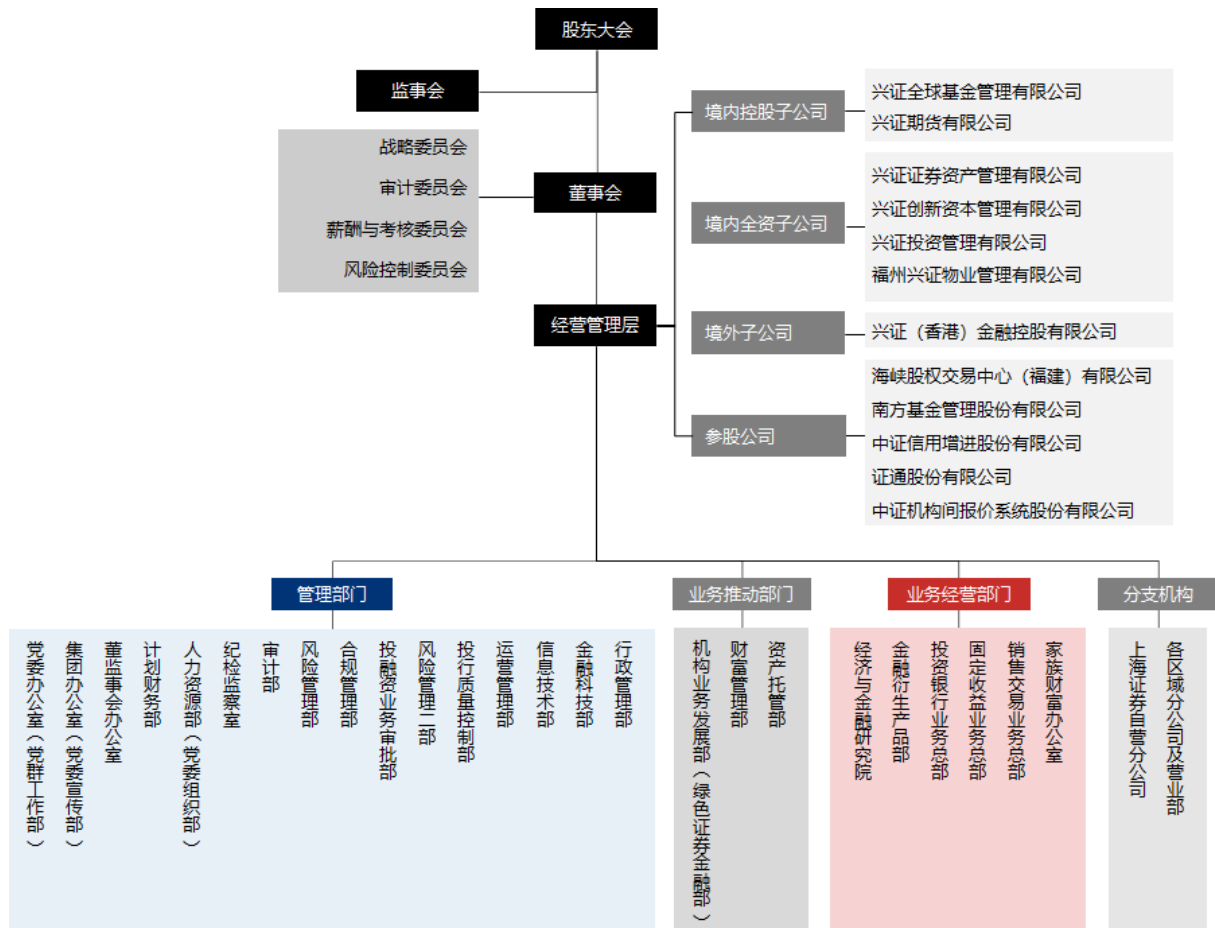 股东大会
监事会
战略委员会
审计委员会
薪酬与考核委员会
风险控制委员会
董事会
经营管理层
境内控股子公司
兴证全球基金管理有限公司
兴证期货有限公司
境内全资子公司
兴证证券资产管理有限公司
兴证创新资本管理有限公司
兴证投资管理有限公司
福州兴证物业管理有限公司
境外子公司
兴证（香港）金融控股有限公司
参股公司
海峡股权交易中心（福建）有限公司
南方基金管理股份有限公司
中证信用增进股份有限公司
证通股份有限公司
中证机构间报价系统股份有限公司
管理部门
党委办公室（党群工作部）
集团办公室（党委宣传部）
董监事会办公室
计划财务部
人力资源部（党委组织部）
纪检监察室
审计部
风险管理部
合规管理部
投融资业务审批部
风险管理二部
投行质量控制部
运营管理部
信息技术部
金融科技部
行政管理部
业务推动部门
机构业务发展部（绿色证券金融部）
财富管理部
资产托管部
业务经营部门
经济与金融研究院
金融衍生产品部
投资银行业务总部
固定收益业务总部
销售交易业务总部
家族财富办公室
分支机构
上海证券自营分公司
各区域分公司及营业部